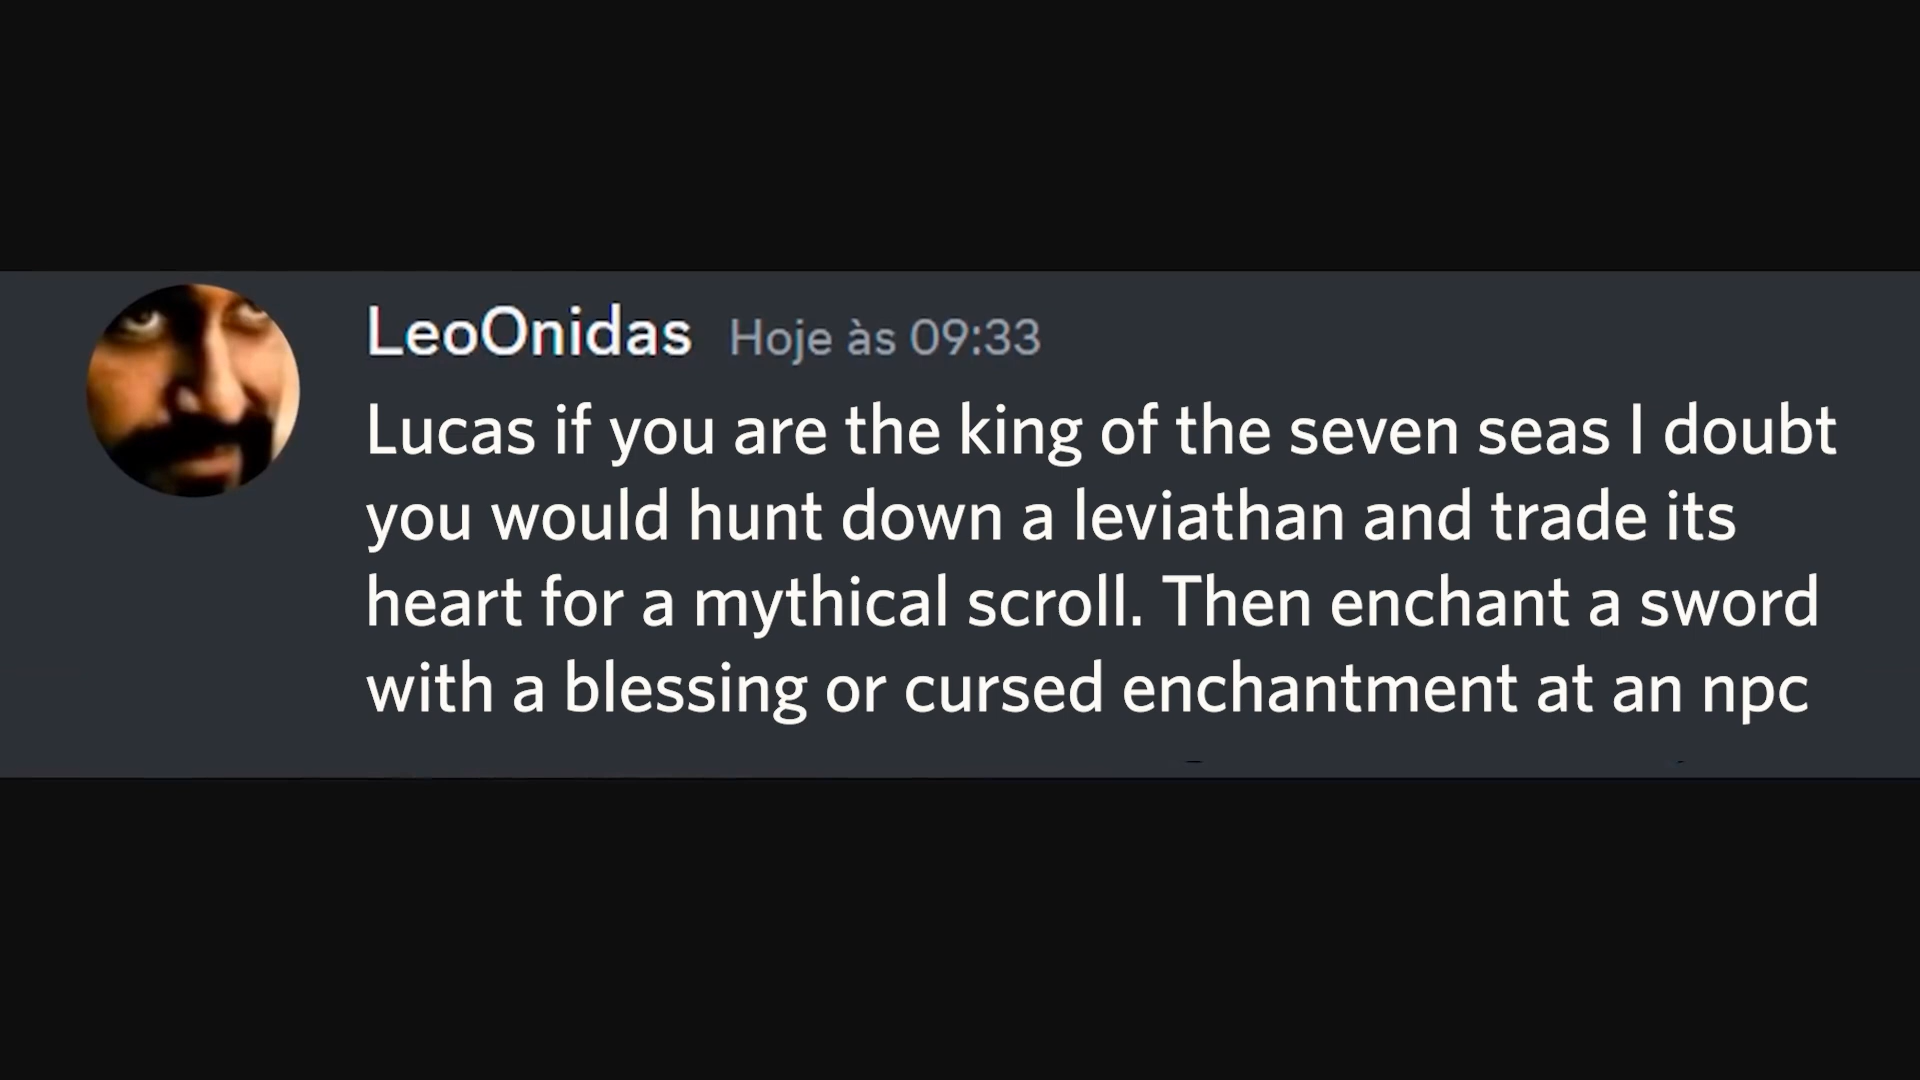 LeoOnidas Hoje às 09:33
Lucas if you are the king of the seven seas I doubt
you would hunt down a leviathan and trade its
heart for a mythical scroll. Then enchant a sword
with a blessing or cursed enchantment at an npc